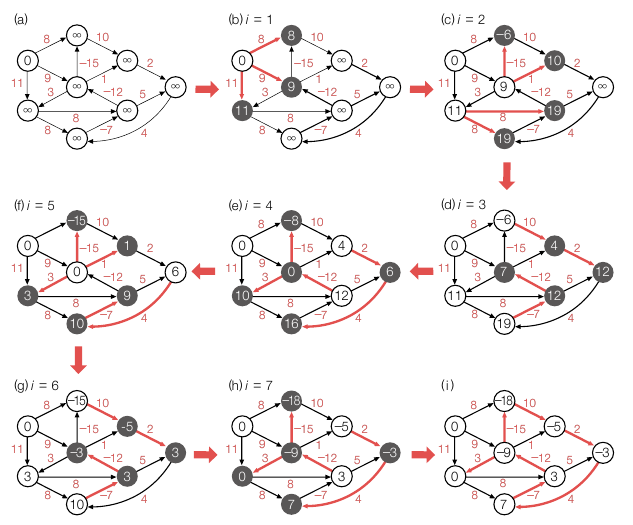 (a)
8 ∞ 10
0 −15 2
11 9 ∞ 1 ∞ ∞
3 −12
∞ 8 ∞ 5
8 ∞ −7 4
(b) i = 1
8 8 10
0 −15 ∞ 2
11 9 9 1 ∞
3 −12
11 8 ∞ 5
8 ∞ −7 4
(c) i = 2
8 −6 10
0 −15 10 2
11 9 9 1 ∞
3 −12
11 8 19 5
8 19 −7 4
(d) i = 3
8 −6 10
0 −15 4 2
11 9 7 1 12
3 −12
11 8 12 5
8 19 −7 4
(e) i = 4
8 −8 10
0 −15 4 2
11 9 0 1 6
3 −12
10 8 12 5
8 16 −7 4
(f) i = 5
8 −15 10
0 −15 1 2
11 9 0 1 6
3 −12
3 8 9 5
8 10 −7 4
(g) i = 6
8 −15 10
0 −15 −5 2
11 9 −3 1 3
3 −12
3 8 3 5
8 10 −7 4
(h) i = 7
8 −18 10
0 −15 −5 2
11 9 −9 1 −3
3 −12
0 8 3 5
8 7 −7 4
(i)
8 −18 10
0 −15 −5 2
11 9 −9 1 −3
3 −12
0 8 3 5
8 7 −7 4